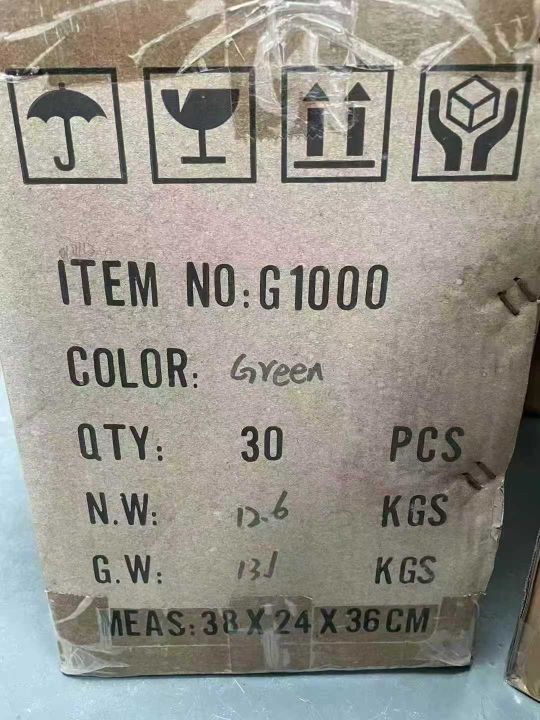 ITEM NO: G1000
COLOR: Green
QTY: 30 PCS
N.W: 12.6 KGS
G.W: KGS
MEAS: 38 X 24 X 36 CM